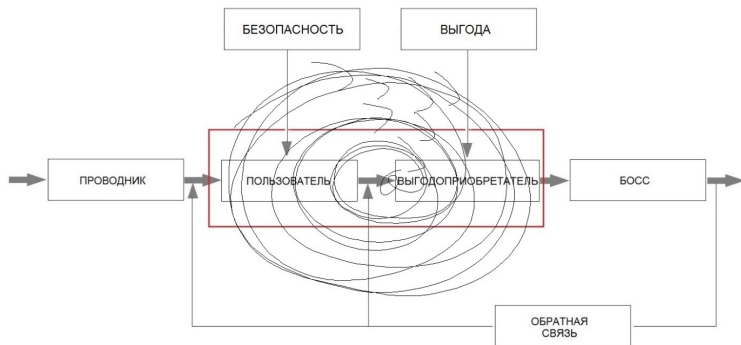 БЕЗОПАСНОСТЬ
ВЫГОДА
ПРОВОДНИК
ПОЛЬЗОВАТЕЛЬ
ВЫГОДОПРИОБРЕТАТЕЛЬ
БОСС
ОБРАТНАЯ
СВЯЗЬ